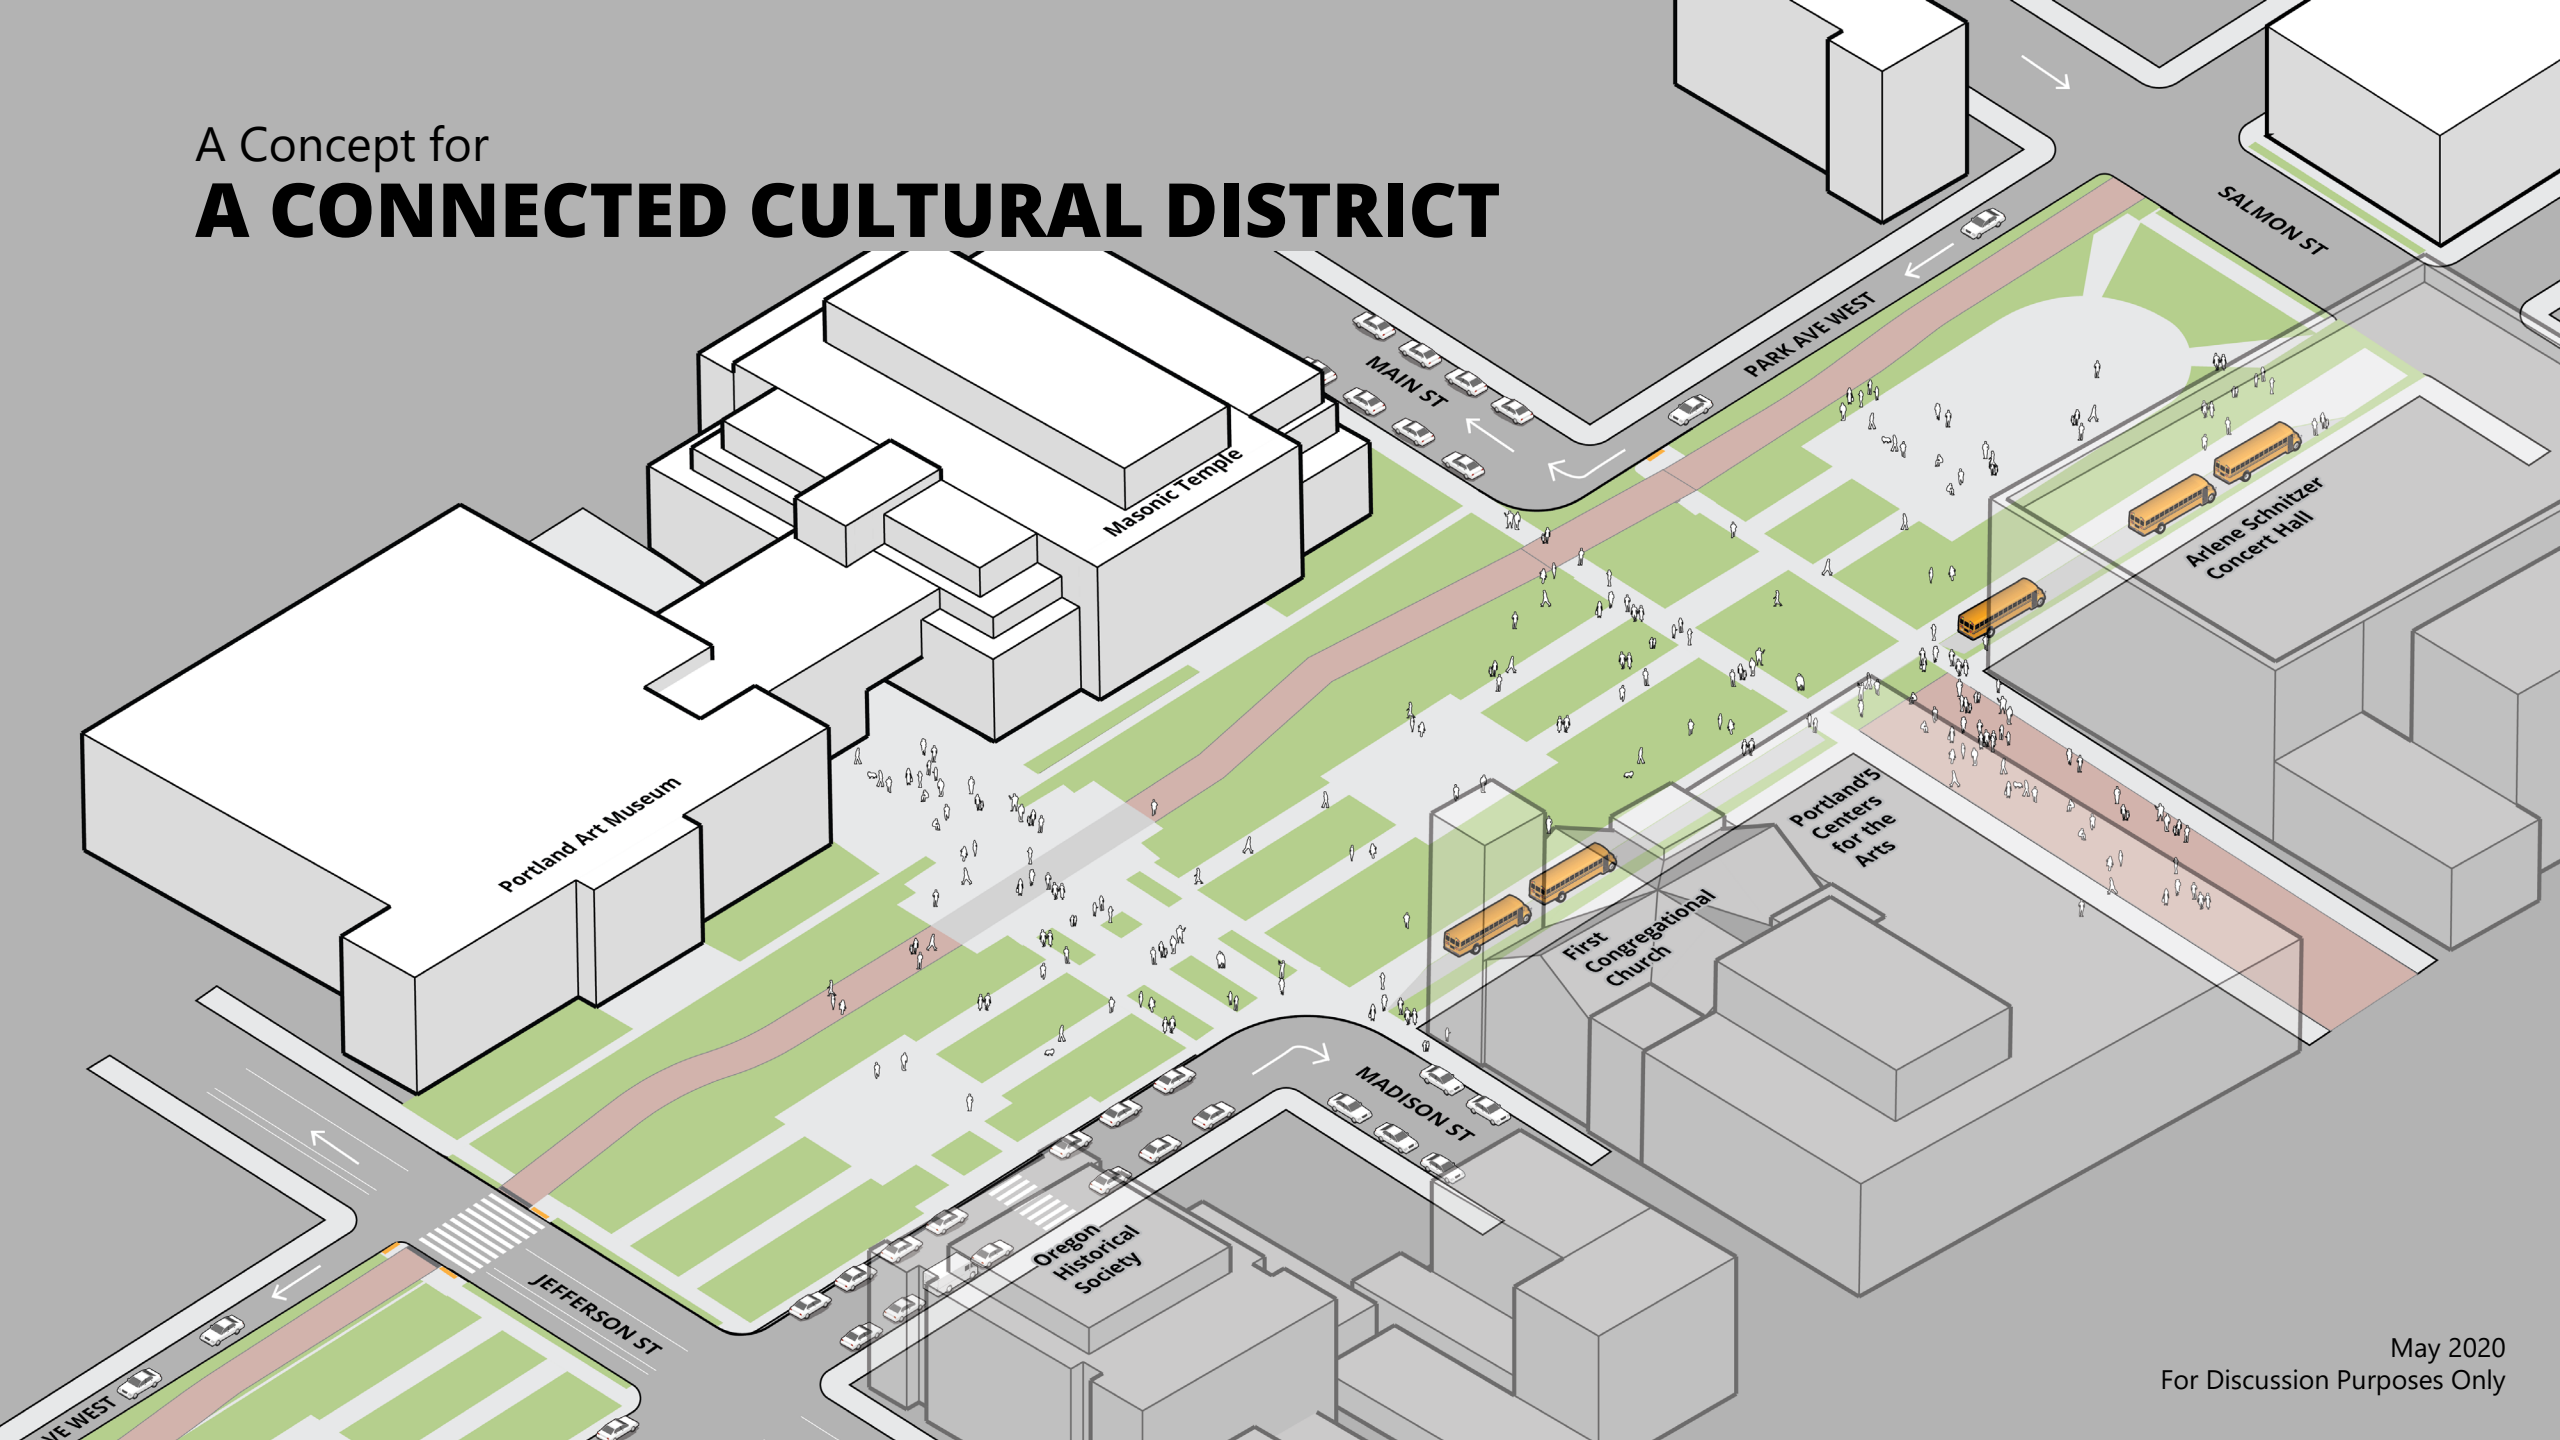 A Concept for
A CONNECTED CULTURAL DISTRICT
SALMON ST
PARK AVE WEST
MAIN ST
Masonic Temple
Arlene Schnitzer
Concert Hall
Portland Art Museum
Portland'5
Centers
for the
Arts
First
Congregational
Church
MADISON ST
Oregon
Historical
Society
JEFFERSON ST
VE WEST
May 2020
For Discussion Purposes Only